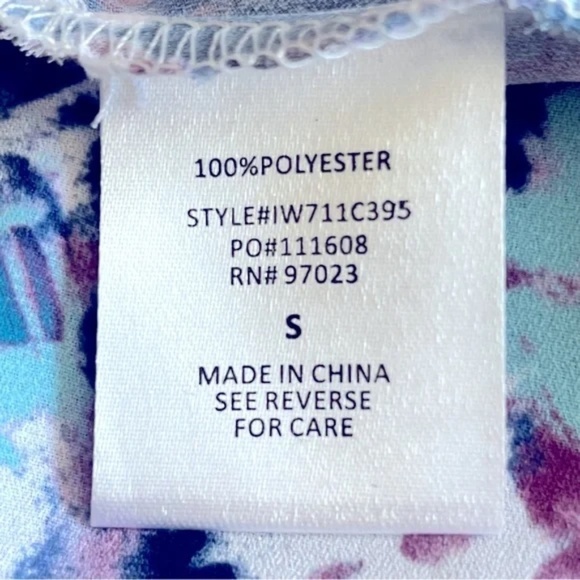 100%POLYESTER
STYLE#IW711C395
PO#111608
RN# 97023
S
MADE IN CHINA
SEE REVERSE
FOR CARE